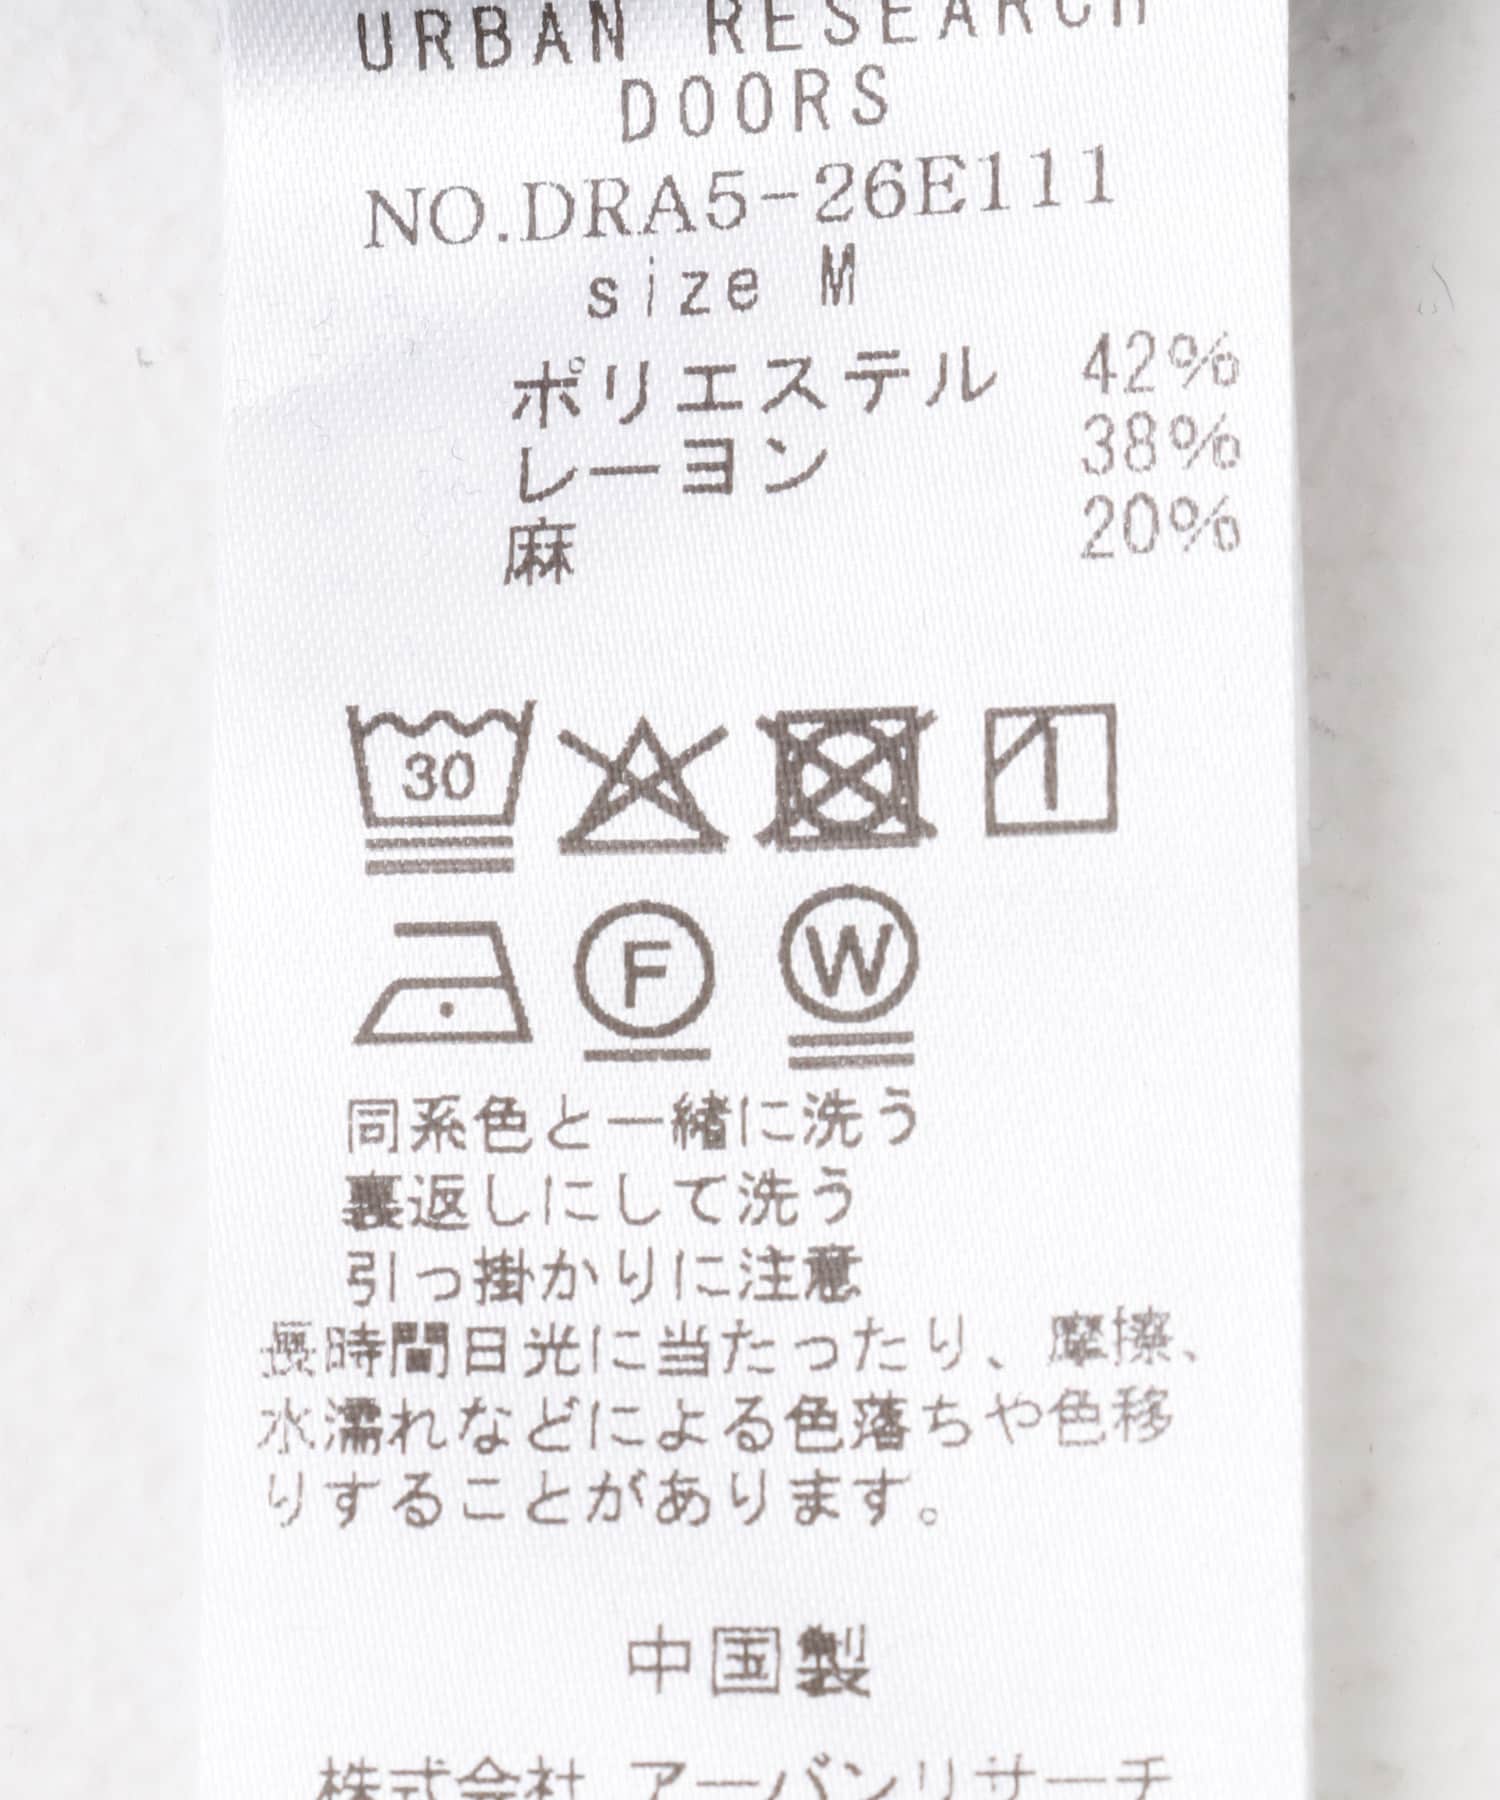 URBAN RESEARCH
DOORS
NO.DRA5-26E111
size M
ポリエステル 42%
レーヨン 38%
麻 20%
30
F
W
同系色と一緒に洗う
裏返しにして洗う
引っ掛かりに注意
長時間日光に当たったり、摩擦、
水濡れなどによる色落ちや色移
りすることがあります。
中国製
株式会社 アーバンリサーチ